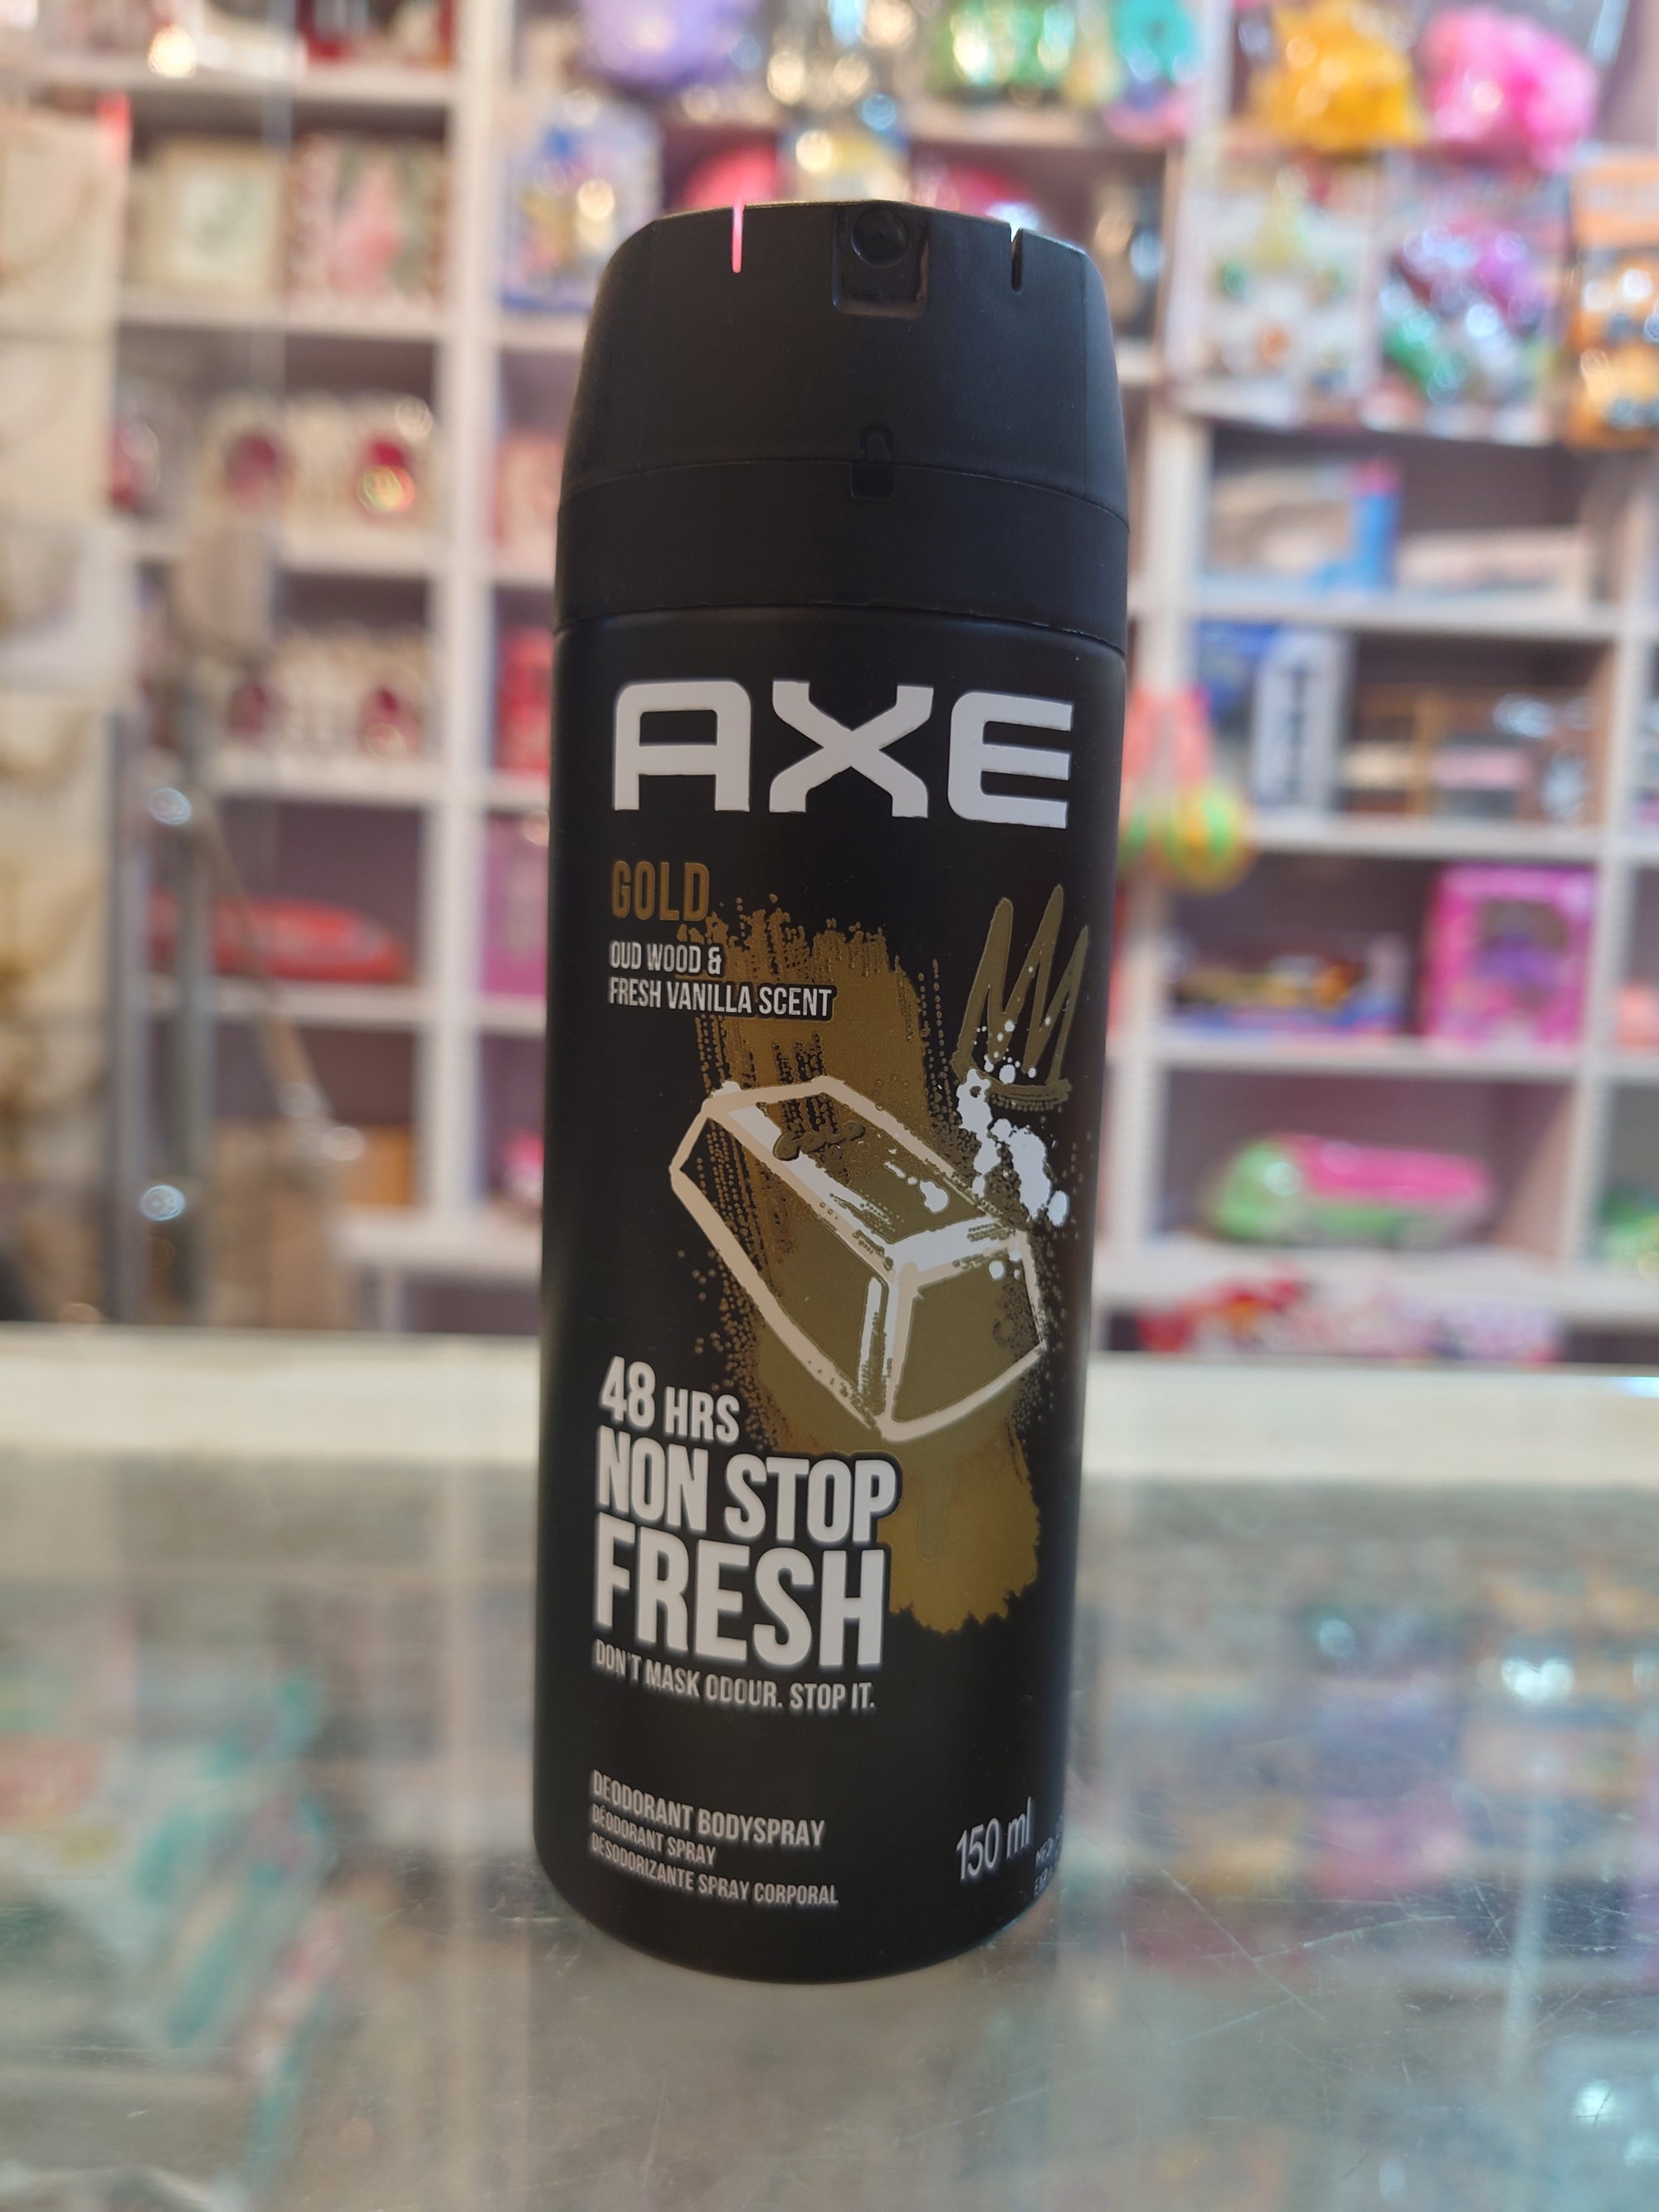 AXE
GOLD
OUD WOOD &
FRESH VANILLA SCENT
GOLD
48 HRS
NON STOP
FRESH
DON'T MASK ODOUR. STOP IT.
DEODORANT BODYSPRAY
DÉODORANT SPRAY
DESODORIZANTE SPRAY CORPORAL
150 ml